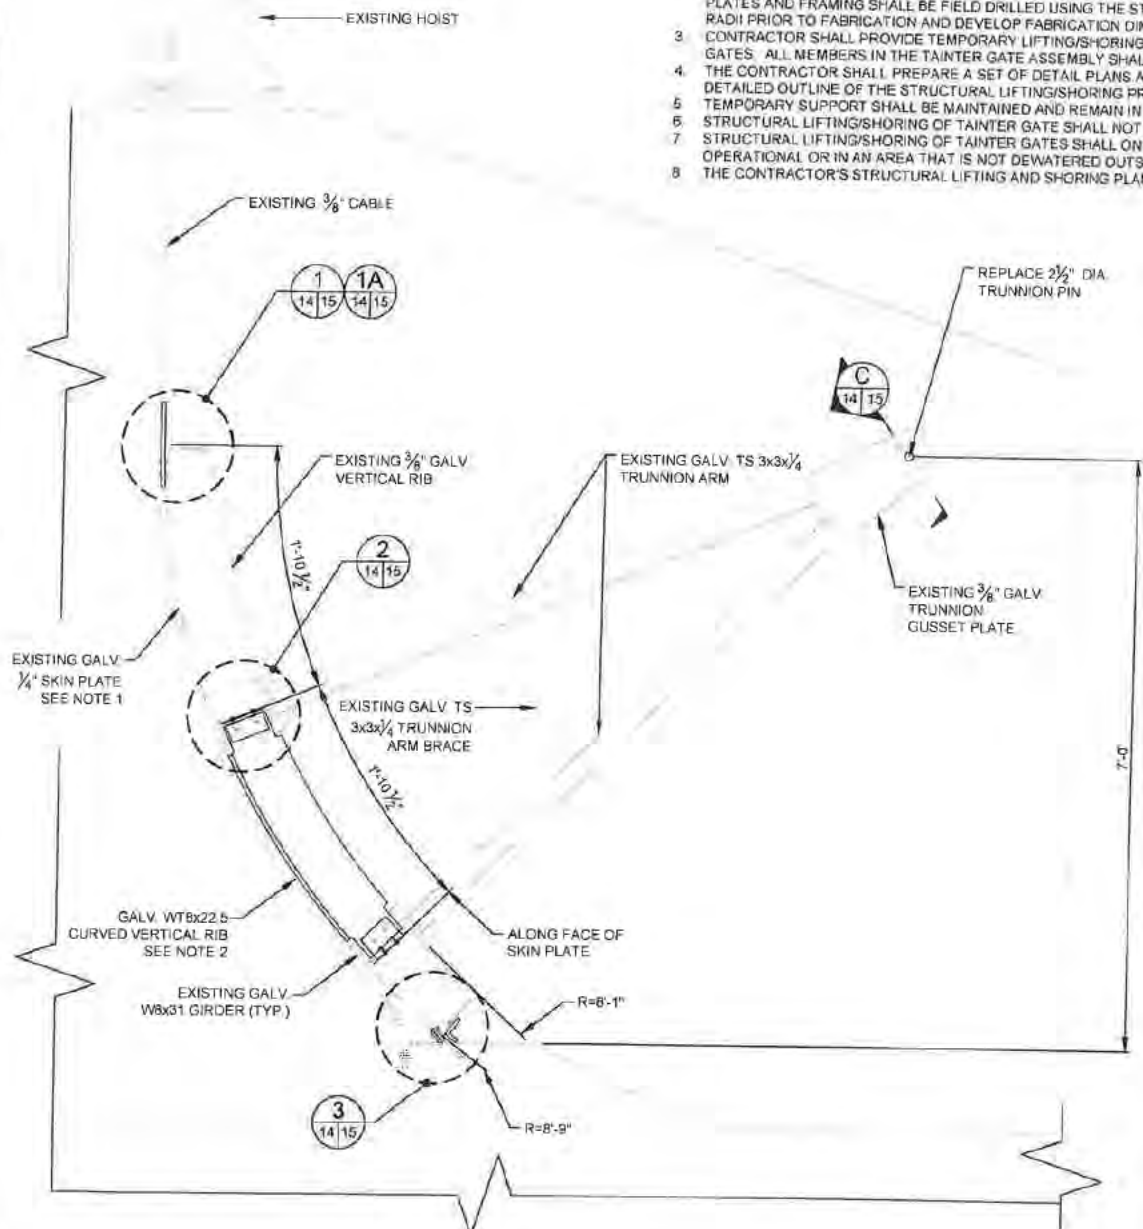 PLATES AND FRAMING SHALL BE FIELD DRILLED USING THE
RADII PRIOR TO FABRICATION AND DEVELOP FABRICATION
3 CONTRACTOR SHALL PROVIDE TEMPORARY LIFTING/SHORING
GATES. ALL MEMBERS IN THE TAINTER GATE ASSEMBLY
4. THE CONTRACTOR SHALL PREPARE A SET OF DETAIL PLANS
DETAILED OUTLINE OF THE STRUCTURAL LIFTING/SHORING
5 TEMPORARY SUPPORT SHALL BE MAINTAINED AND REMAIN IN
6 STRUCTURAL LIFTING/SHORING OF TAINTER GATE SHALL NOT
7 STRUCTURAL LIFTING/SHORING OF TAINTER GATES SHALL
OPERATIONAL OR IN AN AREA THAT IS NOT DEWATERED
8 THE CONTRACTOR'S STRUCTURAL LIFTING AND SHORING
EXISTING HOIST
EXISTING 3/8" CABLE
1
14 15
1A
14 15
REPLACE 2½" DIA.
TRUNNION PIN
C
14 15
EXISTING 3/8" GALV
VERTICAL RIB
EXISTING GALV. TS 3x3x¼
TRUNNION ARM
1'-10½"
2
14 15
EXISTING 3/8" GALV
TRUNNION
GUSSET PLATE
EXISTING GALV.
¼" SKIN PLATE
SEE NOTE 1
EXISTING GALV. TS
3x3x¼ TRUNNION
ARM BRACE
1'-10½"
7'-0"
GALV. WT8x22.5
CURVED VERTICAL RIB
SEE NOTE 2
ALONG FACE OF
SKIN PLATE
EXISTING GALV.
W8x31 GIRDER (TYP.)
R=8'-1"
3
14 15
R=8'-9"